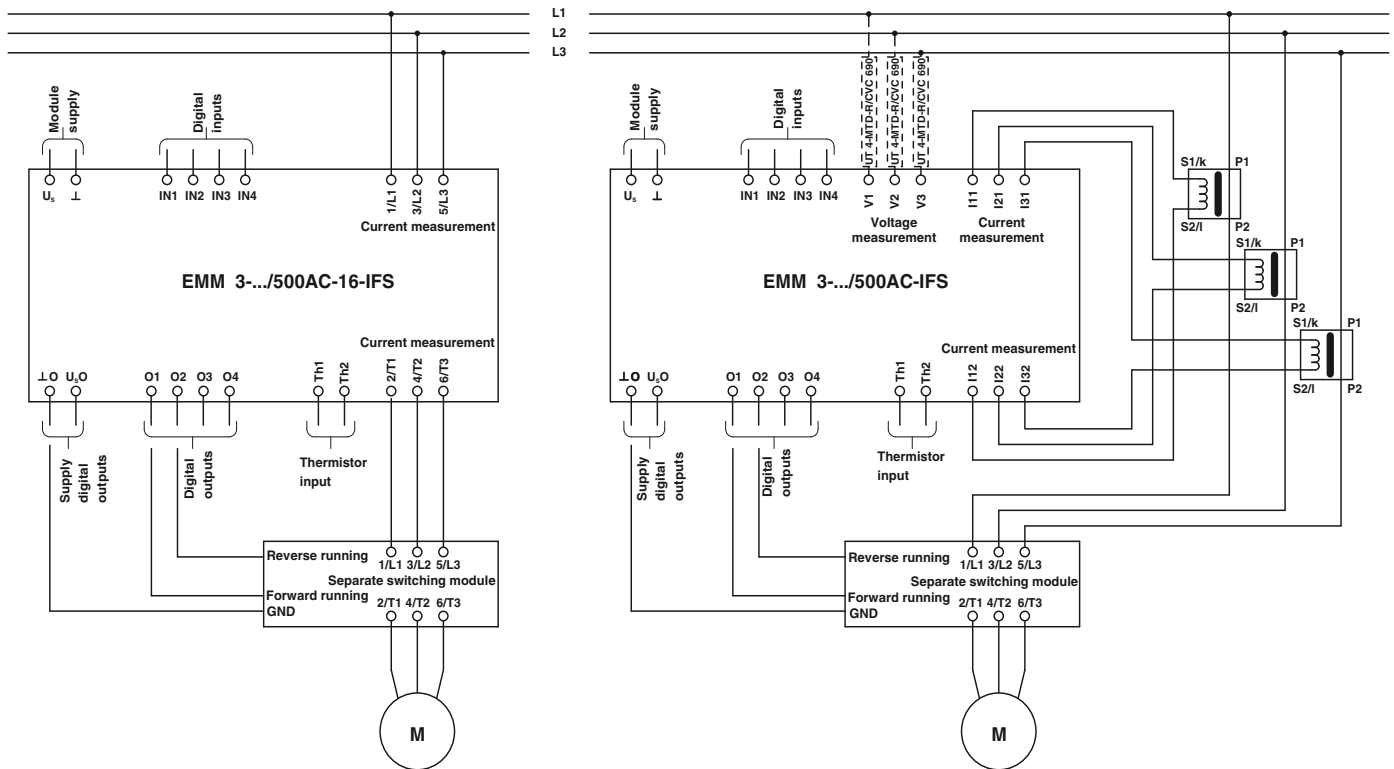 L1
L2
L3
Module
supply
Digital
inputs
Us
⊥
IN1 IN2 IN3 IN4
1/L1
3/L2
5/L3
Current measurement
EMM 3-.../500AC-16-IFS
Current measurement
⊥O UsO
O1 O2 O3 O4
Th1
Th2
2/T1
4/T2
6/T3
Supply
digital
outputs
Digital
outputs
Thermistor
input
Reverse running
1/L1 3/L2 5/L3
Separate switching module
Forward running
2/T1 4/T2 6/T3
GND
M
Module
supply
Digital
inputs
UT 4-MTD-R/CVC 690
UT 4-MTD-R/CVC 690
UT 4-MTD-R/CVC 690
Us
⊥
IN1 IN2 IN3 IN4
V1
V2
V3
I11
I21
I31
Voltage
measurement
Current
measurement
EMM 3-.../500AC-IFS
S1/k P1
S2/l P2
S1/k P1
S2/l P2
S1/k P1
S2/l P2
Current measurement
⊥O UsO
O1 O2 O3 O4
Th1
Th2
I12
I22
I32
Supply
digital
outputs
Digital
outputs
Thermistor
input
Reverse running
1/L1 3/L2 5/L3
Separate switching module
Forward running
2/T1 4/T2 6/T3
GND
M